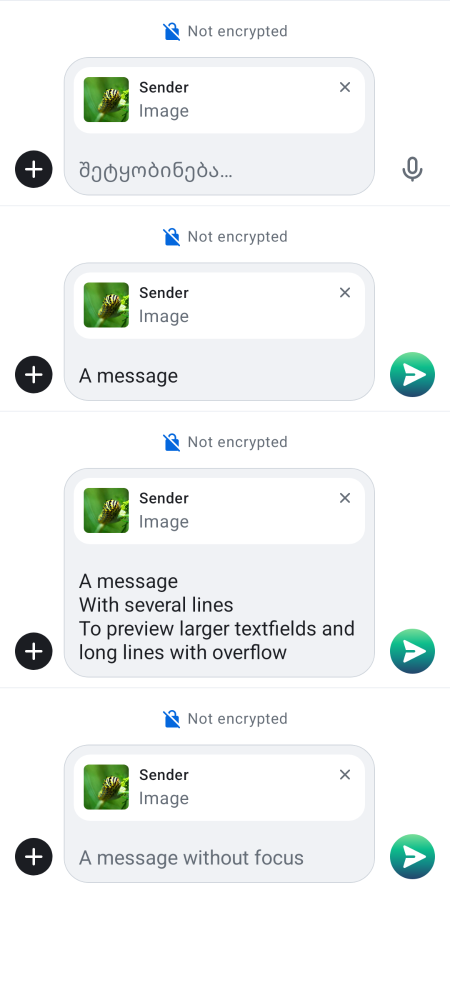 Not encrypted
Sender
Image
შეტყობინება...
Not encrypted
Sender
Image
A message
Not encrypted
Sender
Image
A message
With several lines
To preview larger textfields and
long lines with overflow
Not encrypted
Sender
Image
A message without focus